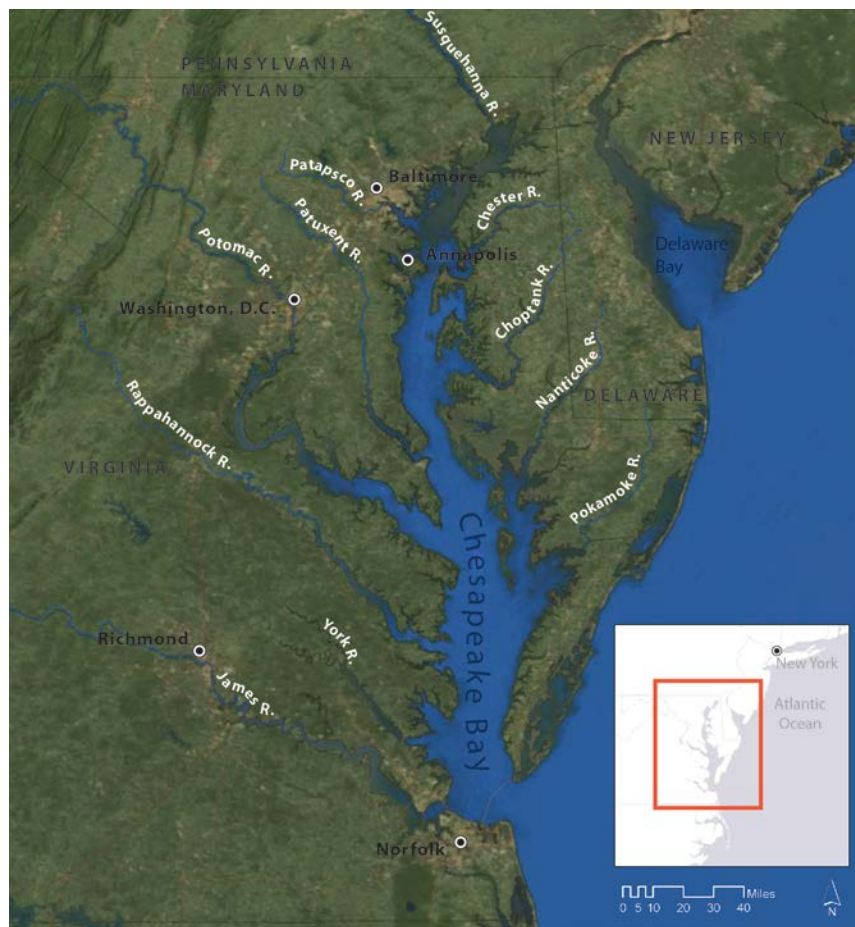 Susquehanna R.
PENNSYLVANIA
MARYLAND
NEW JERSEY
Patapsco R.
Baltimore
Patuxent R.
Chester R.
Potomac R.
Annapolis
Delaware
Bay
Choptank R.
Washington, D.C.
Nanticoke R.
Rappahannock R.
DELAWARE
VIRGINIA
Pokamoke R.
Chesapeake Bay
Richmond
York R.
James R.
Norfolk
New York
Atlantic
Ocean
Miles
0 5 10 20 30 40
N